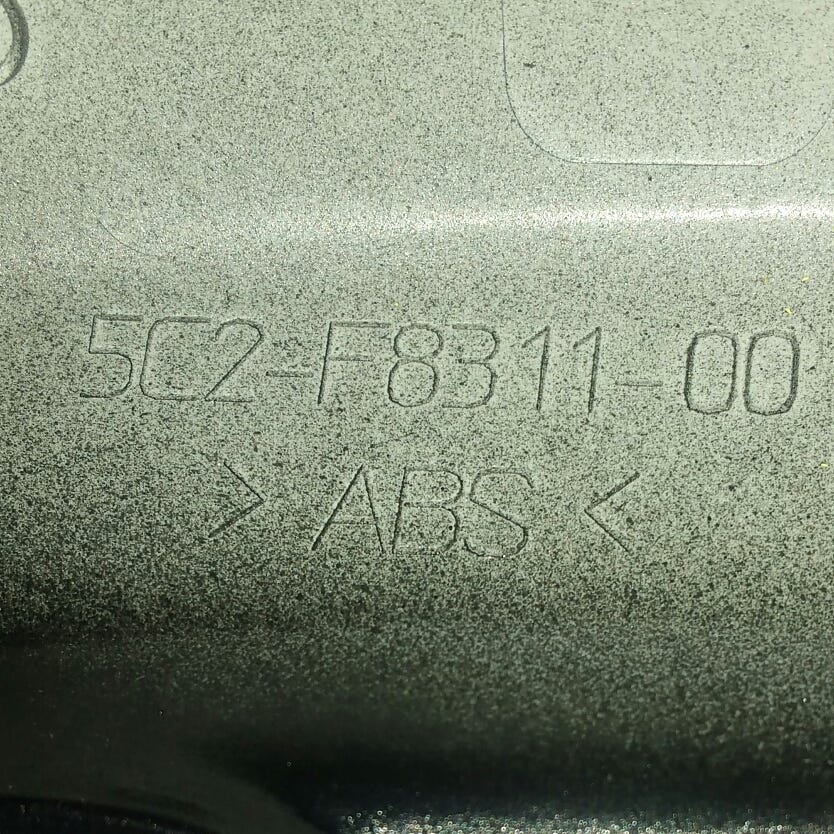 5C2-F8311-00
> ABS <